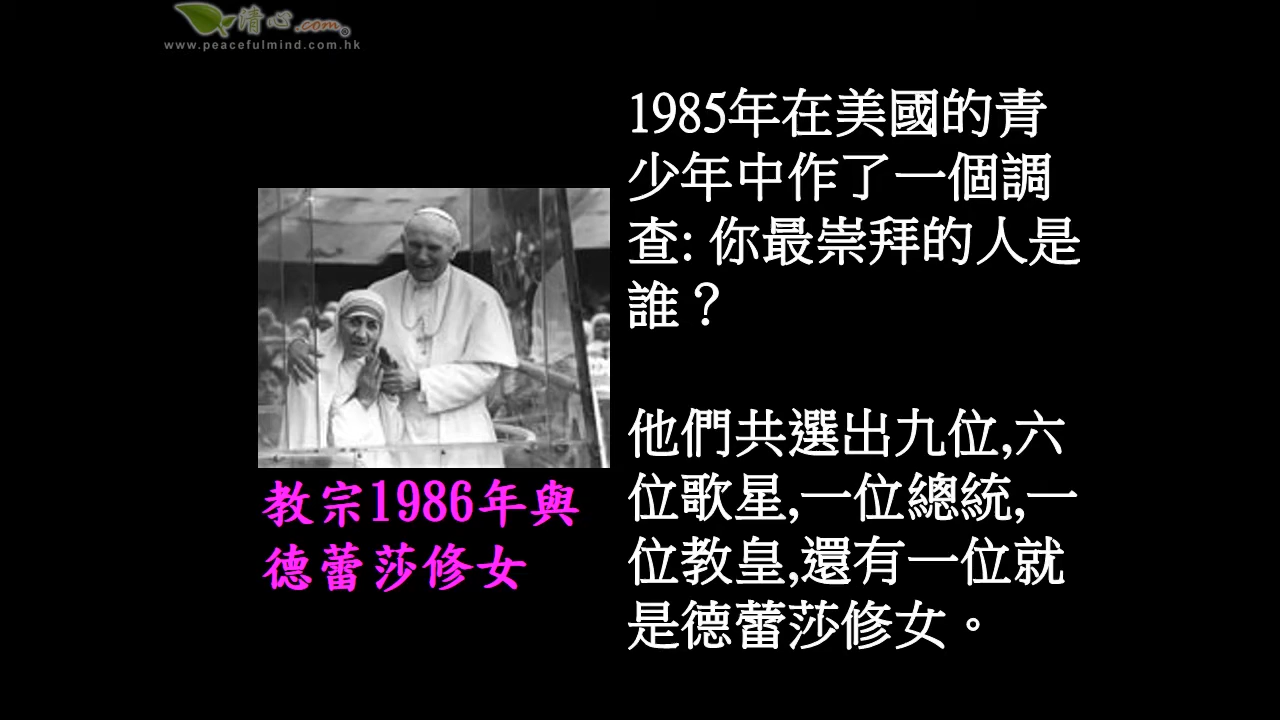 清心.com
www.peacefulmind.com.hk
1985年在美國的青
少年中作了一個調
查: 你最崇拜的人是
誰？
他們共選出九位,六
位歌星,一位總統,一
位教皇,還有一位就
是德蕾莎修女。
教宗1986年與
德蕾莎修女